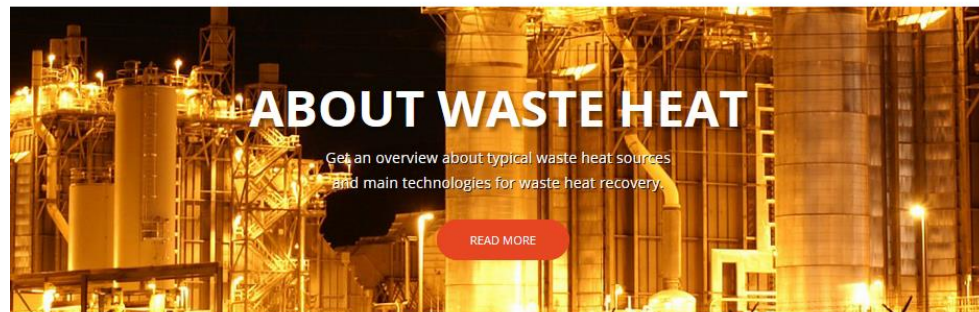 ABOUT WASTE HEAT
Get an overview about typical waste heat sources
and main technologies for waste heat recovery.
READ MORE